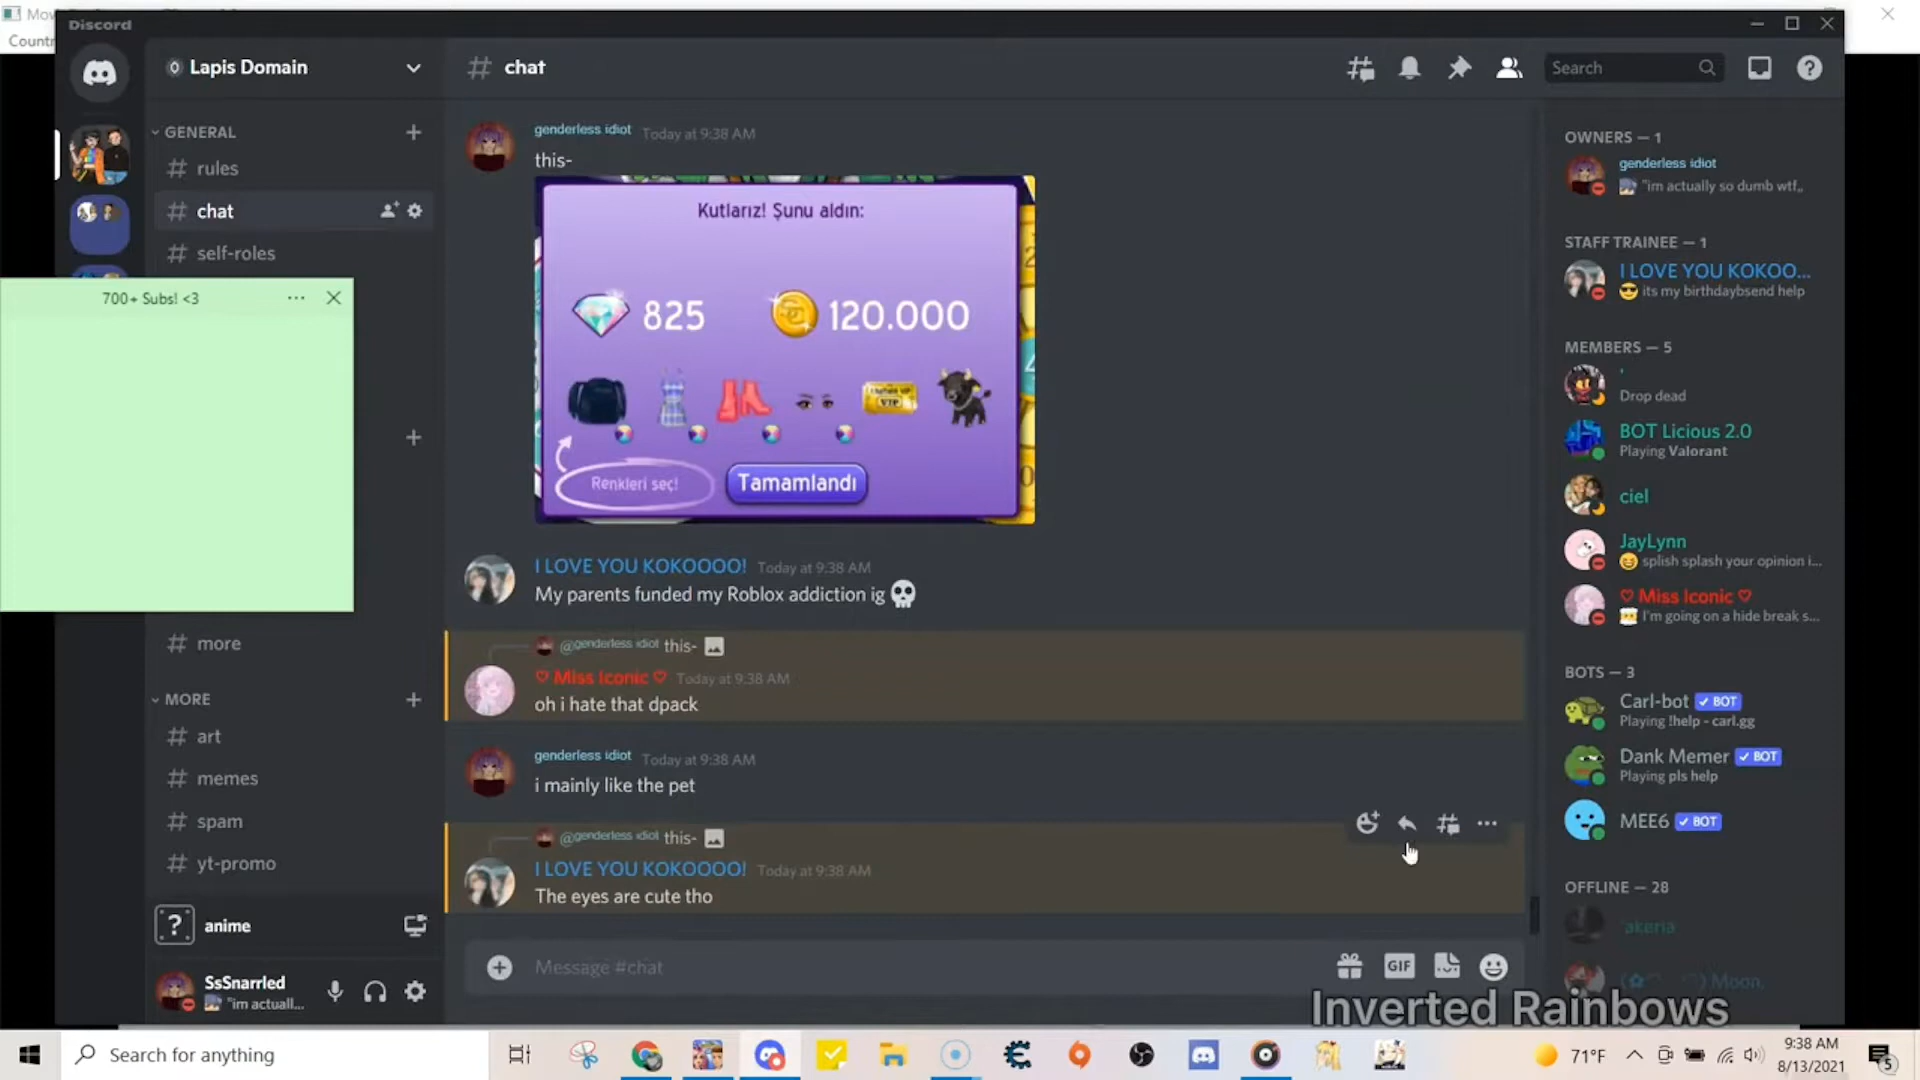 Mov
Countr
Discord
Lapis Domain
chat
Search
GENERAL
rules
chat
self-roles
700+ Subs! <3
more
MORE
art
memes
spam
yt-promo
anime
SsSnarrled
"im actuall...
genderless idiot Today at 9:38 AM
this-
Kutlarız! Şunu aldın:
825
120.000
VIP
Renkleri seç!
Tamamlandı
I LOVE YOU KOKOOOO! Today at 9:38 AM
My parents funded my Roblox addiction ig 💀
@genderless idiot this-
♡ Miss Iconic ♡ Today at 9:38 AM
oh i hate that dpack
genderless idiot Today at 9:38 AM
i mainly like the pet
@genderless idiot this-
I LOVE YOU KOKOOOO! Today at 9:38 AM
The eyes are cute tho
Message #chat
GIF
OWNERS — 1
genderless idiot
"im actually so dumb wtf,,
STAFF TRAINEE — 1
I LOVE YOU KOKOO...
😎 its my birthdaybsend help
MEMBERS — 5
'
Drop dead
BOT Licious 2.0
Playing Valorant
ciel
JayLynn
splish splash your opinion i...
♡ Miss Iconic ♡
I'm going on a hide break s...
BOTS — 3
Carl-bot ✓ BOT
Playing !help - carl.gg
Dank Memer ✓ BOT
Playing pls help
MEE6 ✓ BOT
OFFLINE — 28
akeria
Moon,
Inverted Rainbows
Search for anything
71°F
9:38 AM
8/13/2021
5